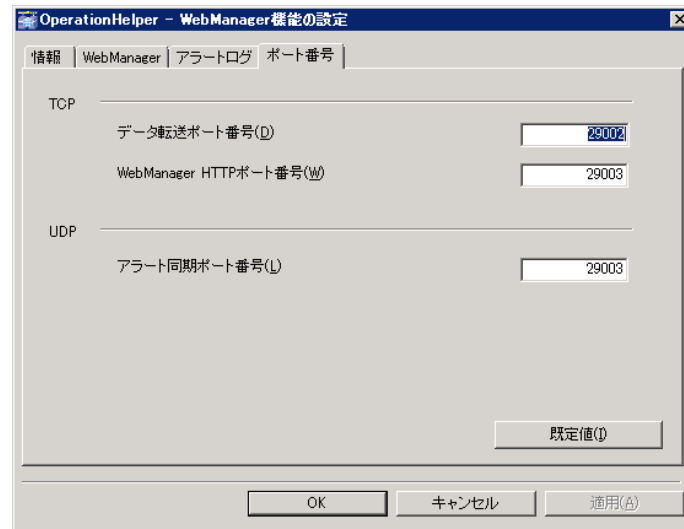 OperationHelper - WebManager機能の設定
情報 WebManager アラートログ ポート番号
TCP
データ転送ポート番号(D) 29002
WebManager HTTPポート番号(W) 29003
UDP
アラート同期ポート番号(L) 29003
既定値(I)
OK キャンセル 適用(A)